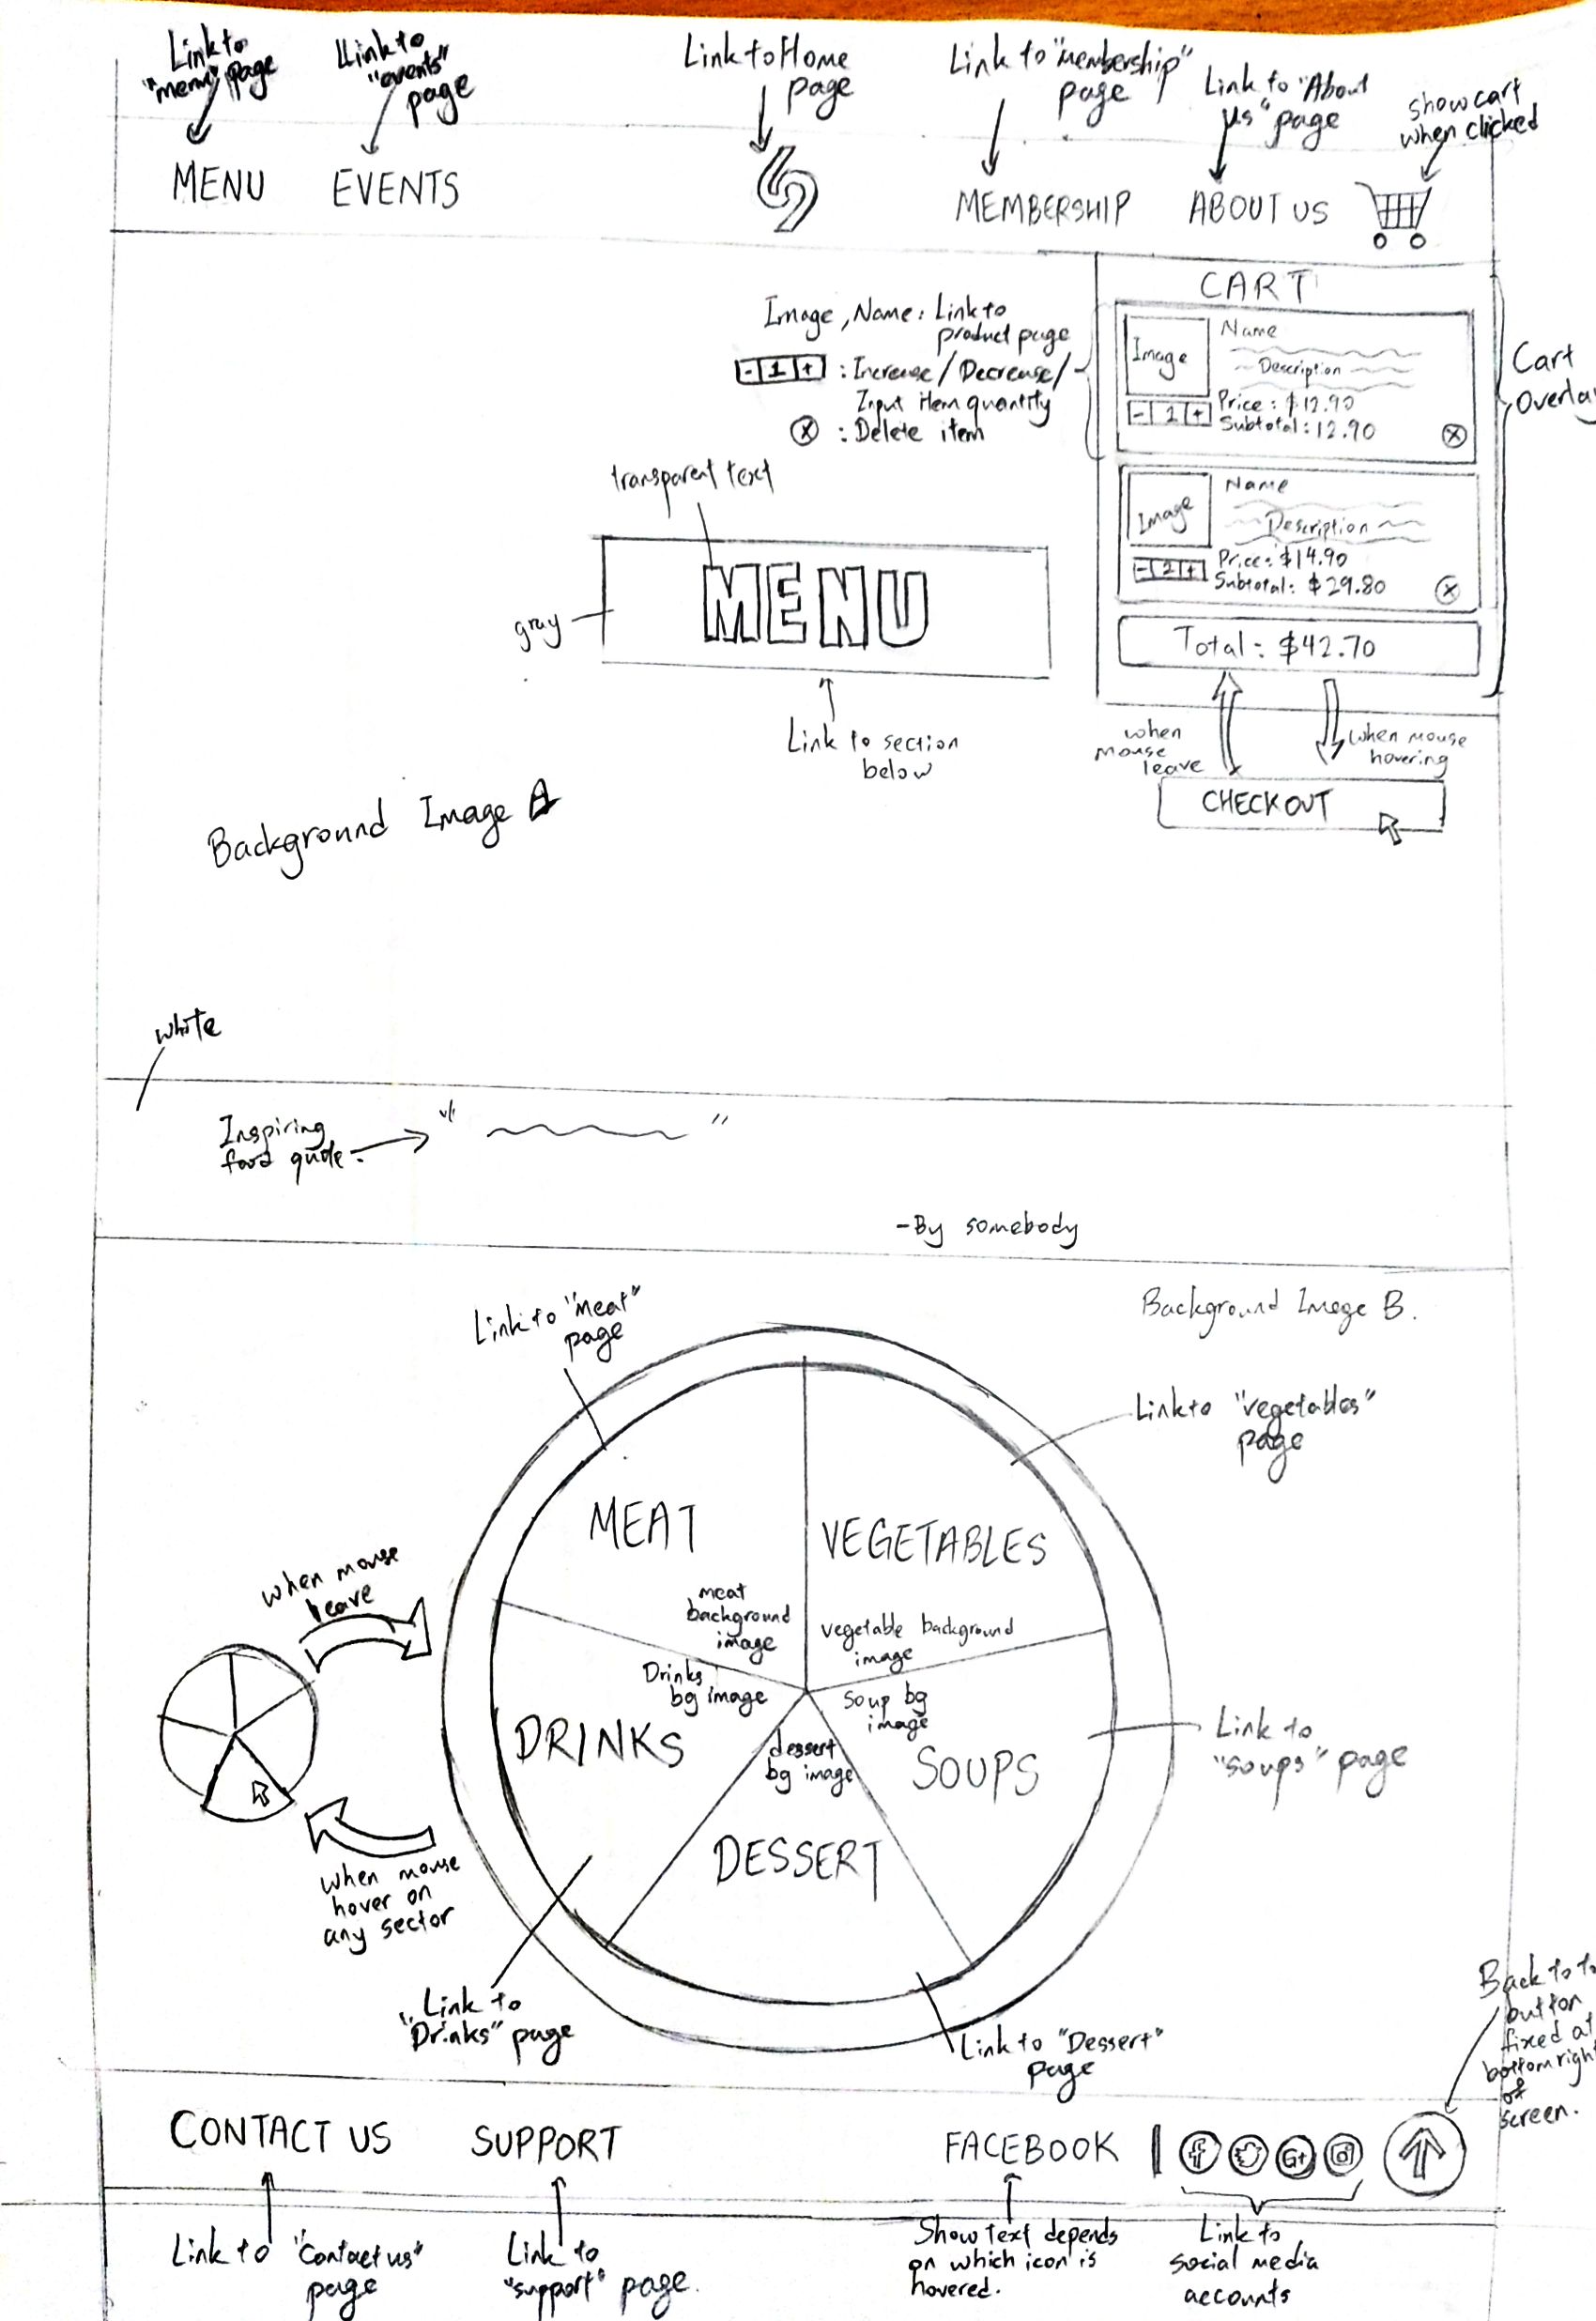 Link to
"menu" page
Link to
"events"
page
Link to Home
page
Link to "membership"
page
Link to "About
us" page
show cart
when clicked
MENU
EVENTS
MEMBERSHIP
ABOUT US
CART
Image, Name: Link to
product page
- 1 + : Increase / Decrease /
Input item quantity
X : Delete item
Image
Name
Description
- 1 +
Price: $12.90
Subtotal: 12.90
X
Cart
Overlay
Image
Name
Description
- 2 +
Price: $14.90
Subtotal: $29.80
X
Total: $42.70
transparent text
gray
MENU
Link to section
below
when
mouse
leave
when mouse
hovering
CHECKOUT
Background Image A
white
Inspiring
food quote.
" "
-By somebody
Background Image B.
Link to "Meat"
page
Link to "vegetables"
page
MEAT
VEGETABLES
meat
background
image
vegetable background
image
when mouse
leave
Drinks
bg image
soup bg
image
DRINKS
dessert
bg image
SOUPS
Link to
"soups" page
DESSERT
when mouse
hover on
any sector
Link to
"Drinks" page
Link to "Dessert"
page
Back to to
button
fixed at
bottom right
of
screen.
CONTACT US
SUPPORT
FACEBOOK |
f
G+
Link to "Contact us"
page
Link to
"support" page.
Show text depends
on which icon is
hovered.
Link to
social media
accounts